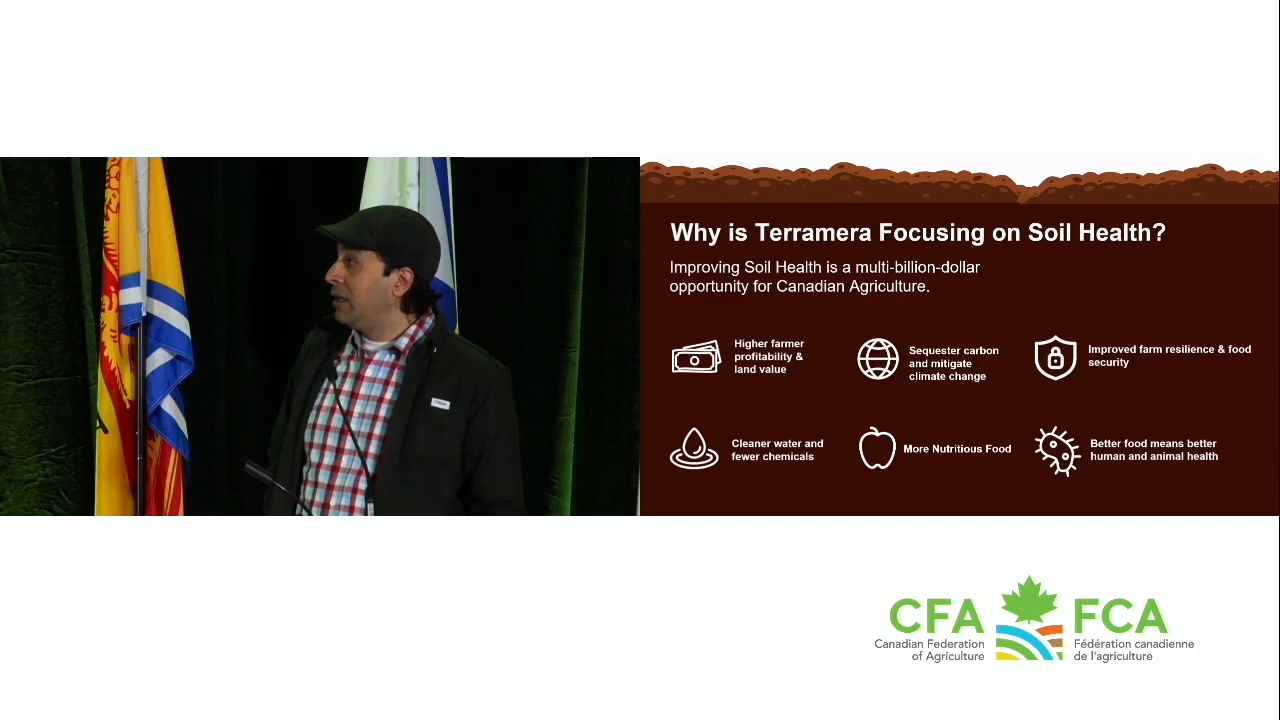 Why is Terramera Focusing on Soil Health?
Improving Soil Health is a multi-billion-dollar
opportunity for Canadian Agriculture.
Higher farmer
profitability &
land value
Sequester carbon
and mitigate
climate change
Improved farm resilience & food
security
Cleaner water and
fewer chemicals
More Nutritious Food
Better food means better
human and animal health
CFA
Canadian Federation
of Agriculture
FCA
Fédération canadienne
de l'agriculture